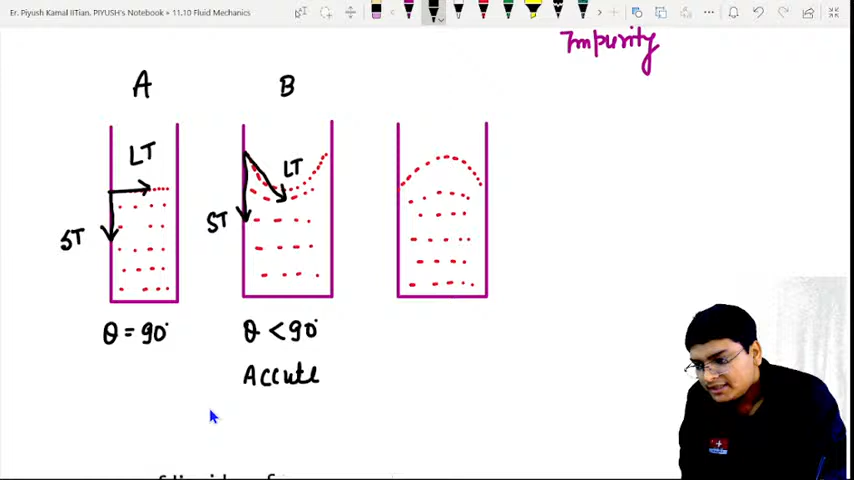 Er. Piyush Kamal IITian. PIYUSH's Notebook » 11.10 Fluid Mechanics
Impurity
A
B
LT
LT
ST
ST
θ = 90°
θ < 90°
Accute